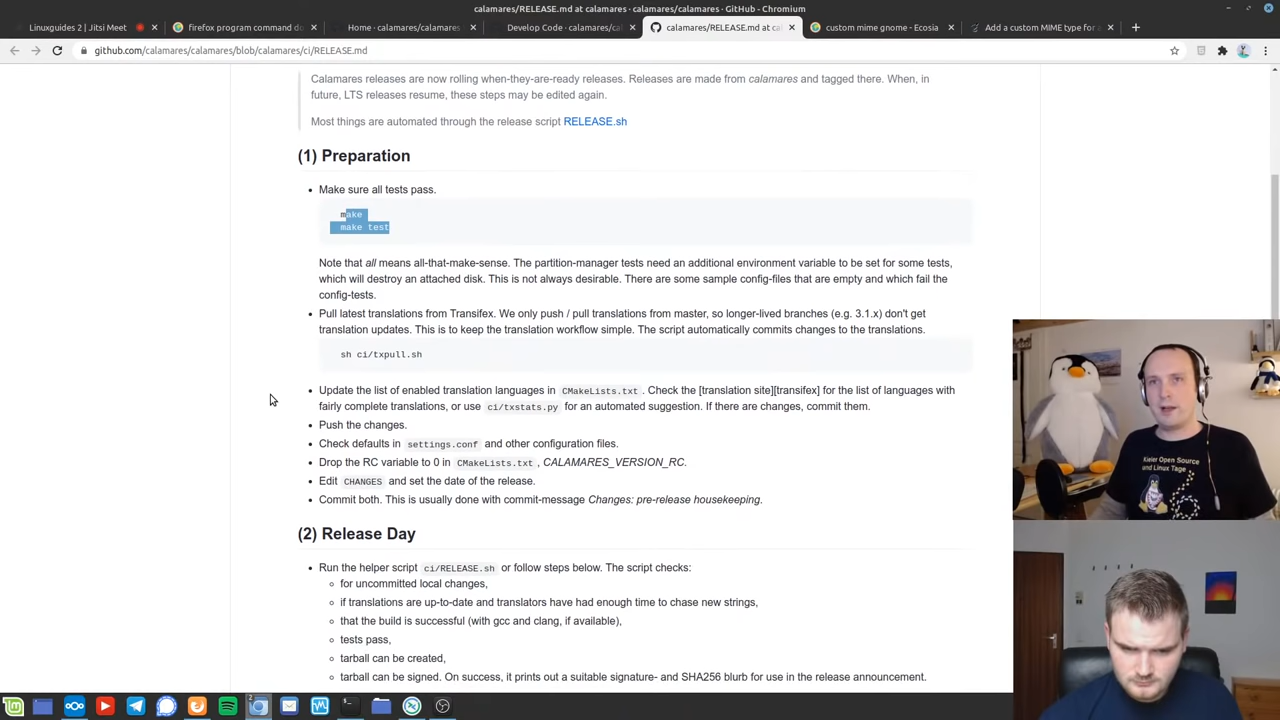 calamares/RELEASE.md at calamares · calamares/calamares · GitHub - Chromium
Linuxguides 2 | Jitsi Meet
firefox program command do
Home · calamares/calamares
Develop Code · calamares/cal
calamares/RELEASE.md at cal
custom mime gnome - Ecosia
Add a custom MIME type for a
github.com/calamares/calamares/blob/calamares/ci/RELEASE.md
Calamares releases are now rolling when-they-are-ready releases. Releases are made from calamares and tagged there. When, in
future, LTS releases resume, these steps may be edited again.
Most things are automated through the release script RELEASE.sh
(1) Preparation
• Make sure all tests pass.
make
make test
Note that all means all-that-make-sense. The partition-manager tests need an additional environment variable to be set for some tests,
which will destroy an attached disk. This is not always desirable. There are some sample config-files that are empty and which fail the
config-tests.
• Pull latest translations from Transifex. We only push / pull translations from master, so longer-lived branches (e.g. 3.1.x) don't get
translation updates. This is to keep the translation workflow simple. The script automatically commits changes to the translations.
sh ci/txpull.sh
• Update the list of enabled translation languages in CMakeLists.txt. Check the [translation site][transifex] for the list of languages with
fairly complete translations, or use ci/txstats.py for an automated suggestion. If there are changes, commit them.
• Push the changes.
• Check defaults in settings.conf and other configuration files.
• Drop the RC variable to 0 in CMakeLists.txt, CALAMARES_VERSION_RC.
• Edit CHANGES and set the date of the release.
• Commit both. This is usually done with commit-message Changes: pre-release housekeeping.
(2) Release Day
• Run the helper script ci/RELEASE.sh or follow steps below. The script checks:
◦ for uncommitted local changes,
◦ if translations are up-to-date and translators have had enough time to chase new strings,
◦ that the build is successful (with gcc and clang, if available),
◦ tests pass,
◦ tarball can be created,
◦ tarball can be signed. On success, it prints out a suitable signature- and SHA256 blurb for use in the release announcement.
Kieler Open Source
und Linux Tage
2